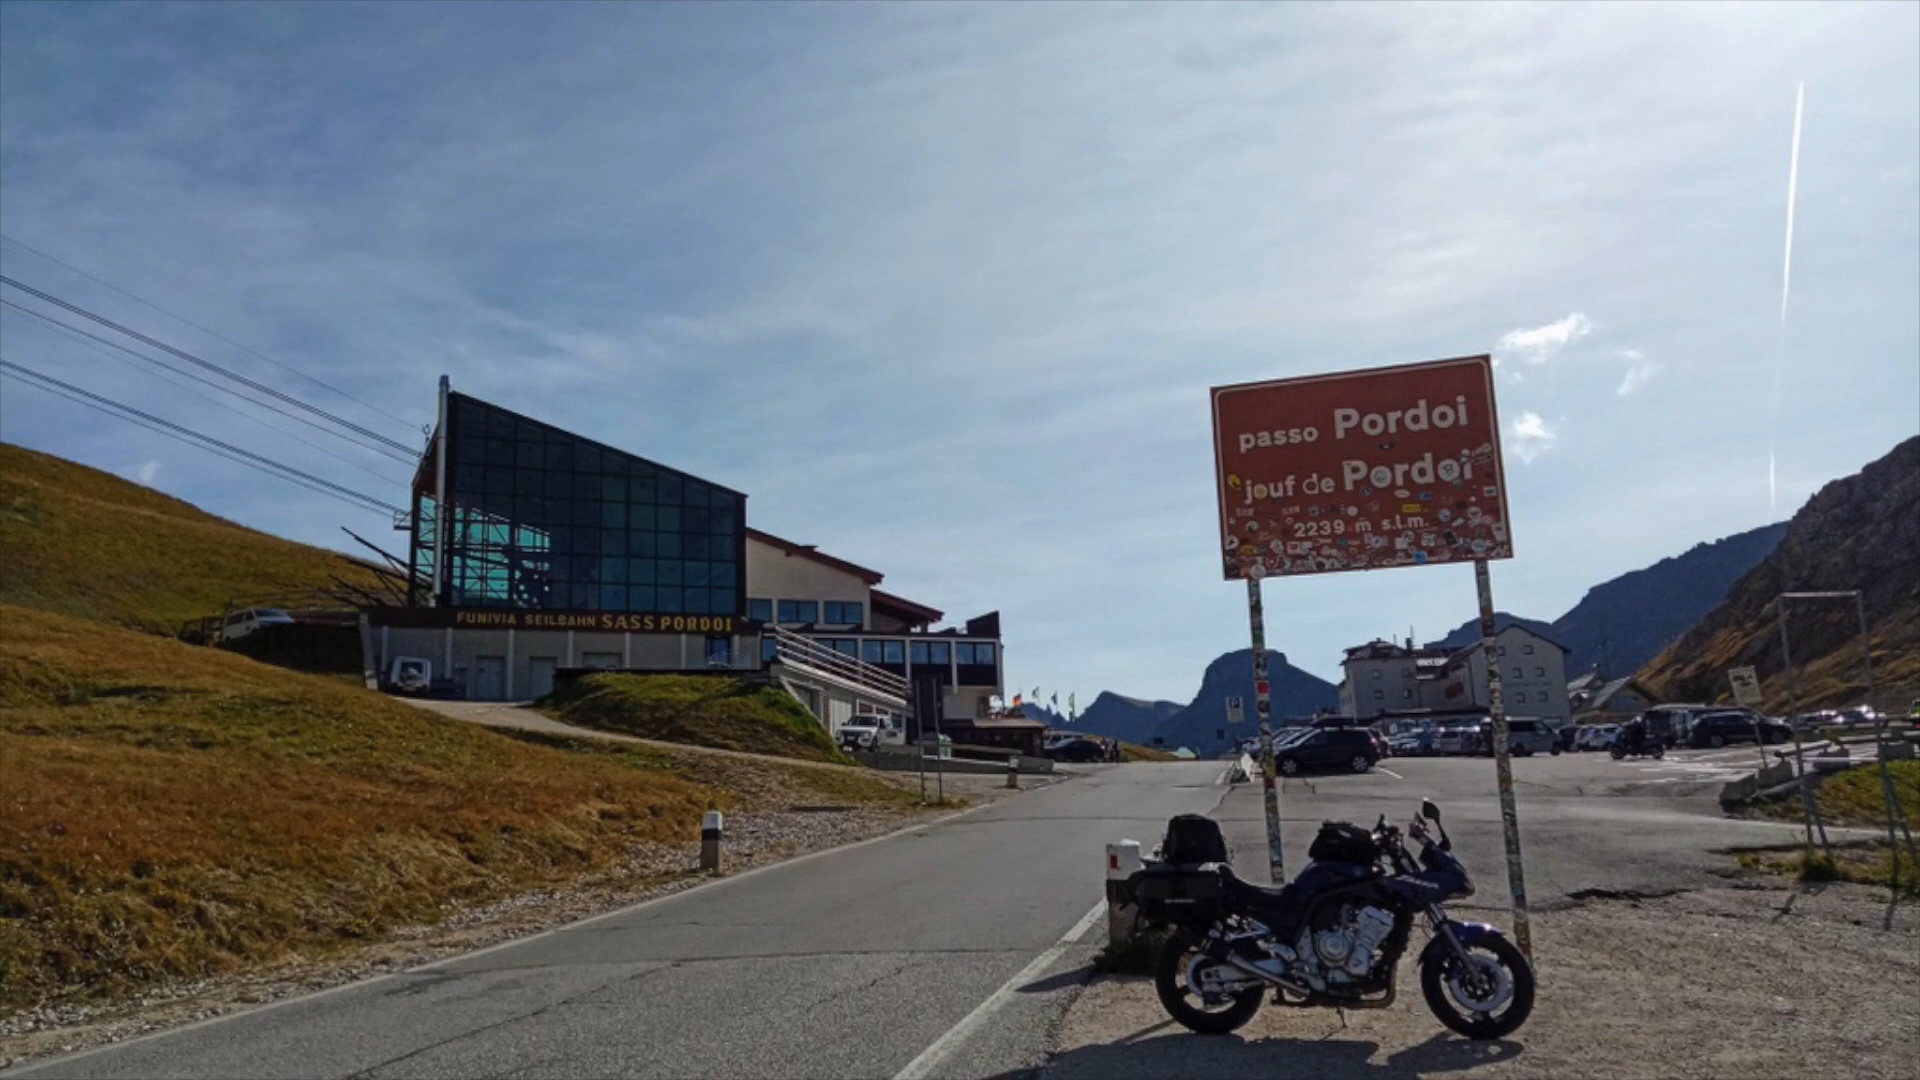 FUNIVIA SEILBAHN SASS PORDOI
passo Pordoi
jouf de Pordoi
2239 m s.l.m.
P